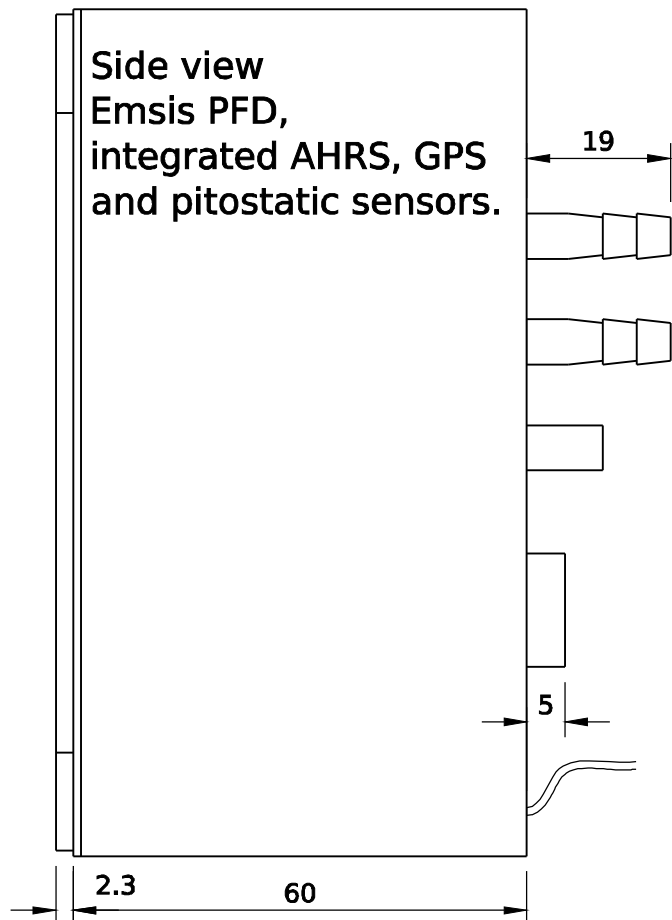 Side view
Emsis PFD,
integrated AHRS, GPS
and pitostatic sensors.
19
5
2.3
60